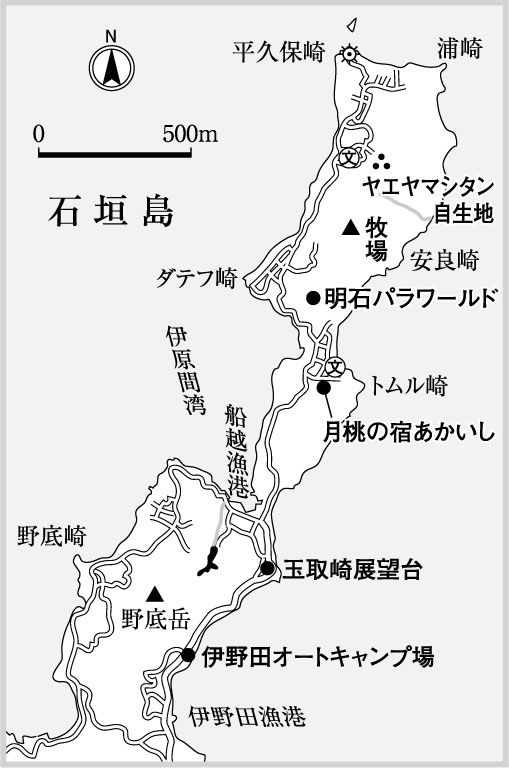 N
平久保崎
浦崎
0 500m
文
ヤエヤマシタン
自生地
石垣島
牧場
安良崎
ダテフ崎
明石パラワールド
伊原間湾
文
トムル崎
船越漁港
月桃の宿あかいし
野底崎
玉取崎展望台
野底岳
伊野田オートキャンプ場
伊野田漁港